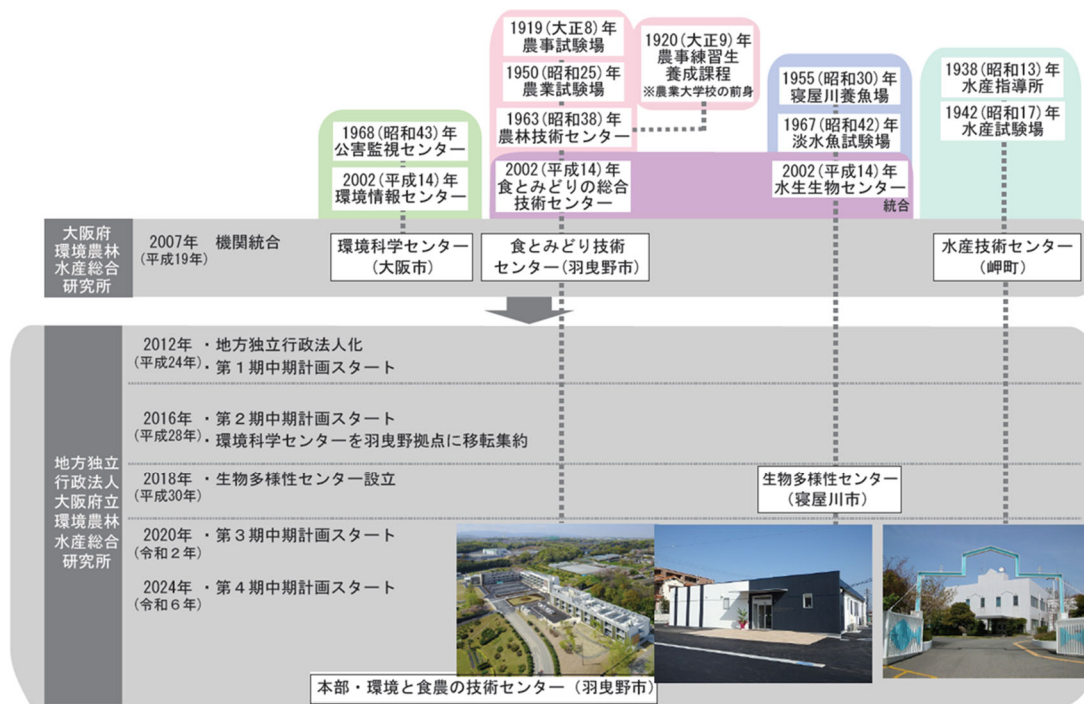 1919(大正8)年
農事試験場
1950(昭和25)年
農業試験場
1963(昭和38)年
農林技術センター
1920(大正9)年
農事練習生
養成課程
※農業大学校の前身
1955(昭和30)年
寝屋川養魚場
1967(昭和42)年
淡水魚試験場
1938(昭和13)年
水産指導所
1942(昭和17)年
水産試験場
1968(昭和43)年
公害監視センター
2002(平成14)年
環境情報センター
2002(平成14)年
食とみどりの総合
技術センター
2002(平成14)年
水生生物センター
統合
大阪府
環境農林
水産総合
研究所
2007年 機関統合
(平成19年)
環境科学センター
(大阪市)
食とみどり技術
センター(羽曳野市)
水産技術センター
(岬町)
地方独立
行政法人
大阪府立
環境農林
水産総合
研究所
2012年 ・地方独立行政法人化
(平成24年)
・第1期中期計画スタート
2016年 ・第2期中期計画スタート
(平成28年)
・環境科学センターを羽曳野拠点に移転集約
2018年 ・生物多様性センター設立
(平成30年)
生物多様性センター
(寝屋川市)
2020年 ・第3期中期計画スタート
(令和2年)
2024年 ・第4期中期計画スタート
(令和6年)
本部・環境と食農の技術センター(羽曳野市)